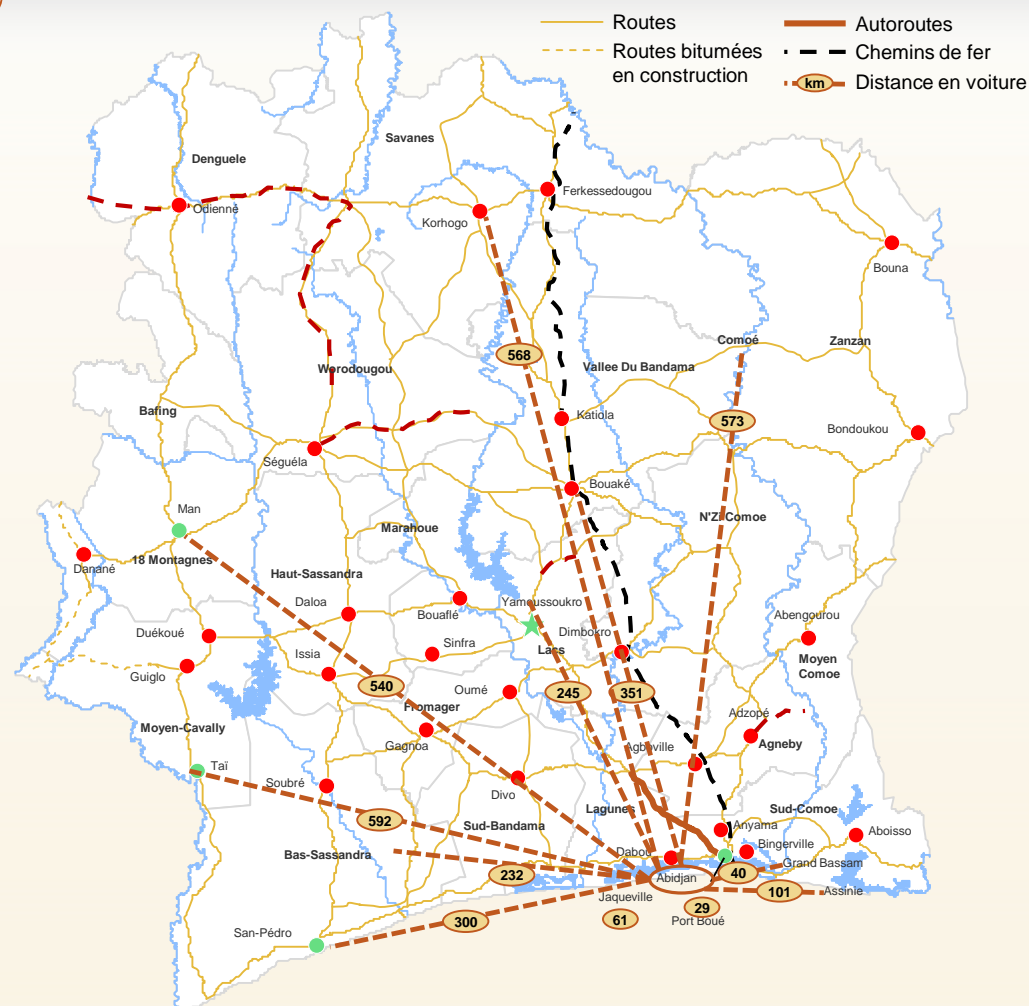 Routes
Routes bitumées
en construction
Autoroutes
Chemins de fer
km
Distance en voiture
Savanes
Denguele
Ferkessedougou
Odienné
Korhogo
Bouna
568
Comoé
Zanzan
Vallee Du Bandama
Worodougou
Bafing
Katiola
573
Bondoukou
Séguéla
Bouaké
Man
N'Zi Comoe
Marahoue
18 Montagnes
Danané
Haut-Sassandra
Daloa
Bouaflé
Yamoussoukro
Abengourou
Duékoué
Sinfra
Dimbokro
Lacs
Issia
Moyen
Comoe
Guiglo
540
Oumé
245
351
Fromager
Adzopé
Moyen-Cavally
Gagnoa
Agboville
Agneby
Taï
Soubré
Divo
Lagunes
Sud-Comoe
592
Sud-Bandama
Anyama
Aboisso
Bas-Sassandra
Dabou
Bingerville
Grand Bassam
232
Abidjan
40
101
Assinie
Jaqueville
29
300
61
Port Boué
San-Pédro